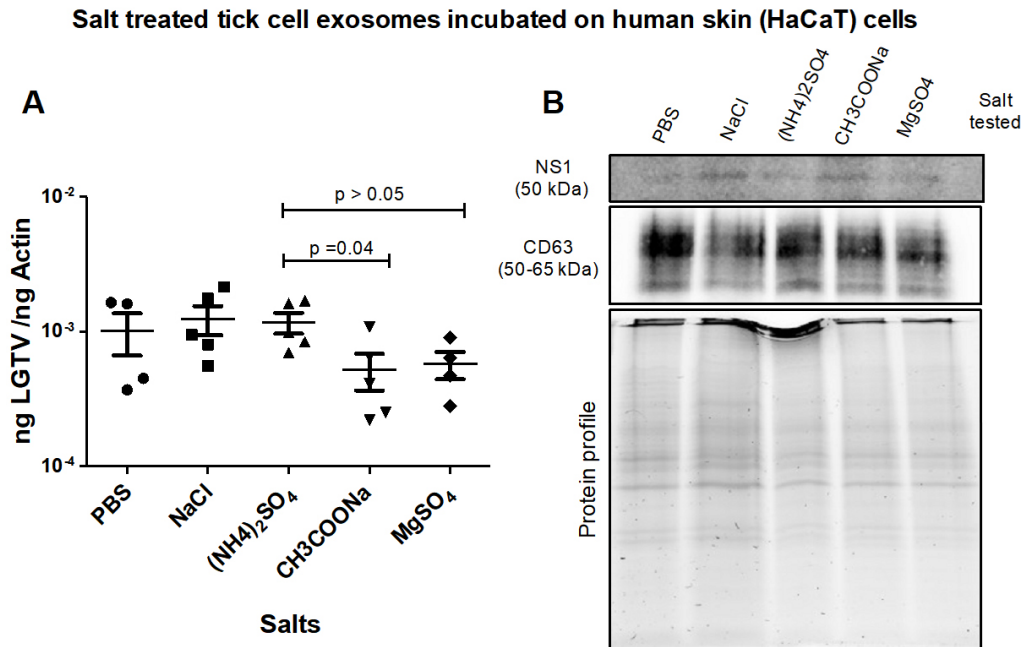 Salt treated tick cell exosomes incubated on human skin (HaCaT) cells
A
ng LGTV /ng Actin
10-2
10-3
10-4
p > 0.05
p =0.04
PBS
NaCl
(NH4)2SO4
CH3COONa
MgSO4
Salts
B
PBS
NaCl
(NH4)2SO4
CH3COONa
MgSO4
Salt
tested
NS1
(50 kDa)
CD63
(50-65 kDa)
Protein profile